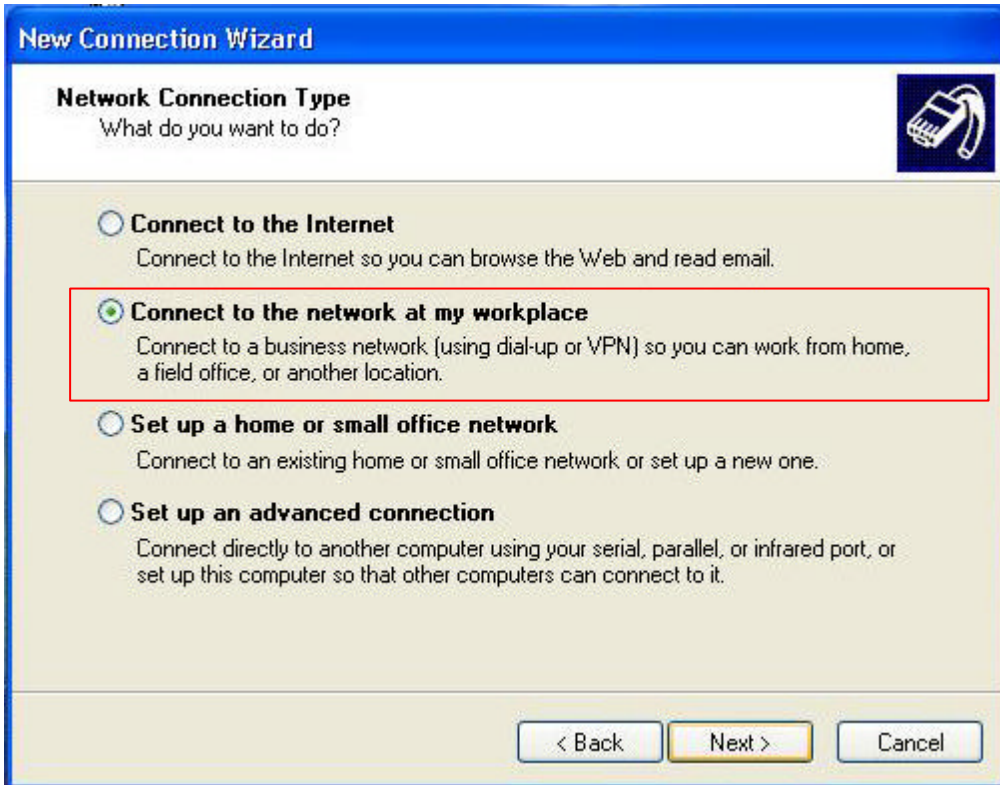 New Connection Wizard
Network Connection Type
What do you want to do?
Connect to the Internet
Connect to the Internet so you can browse the Web and read email.
Connect to the network at my workplace
Connect to a business network (using dial-up or VPN) so you can work from home,
a field office, or another location.
Set up a home or small office network
Connect to an existing home or small office network or set up a new one.
Set up an advanced connection
Connect directly to another computer using your serial, parallel, or infrared port, or
set up this computer so that other computers can connect to it.
< Back Next > Cancel